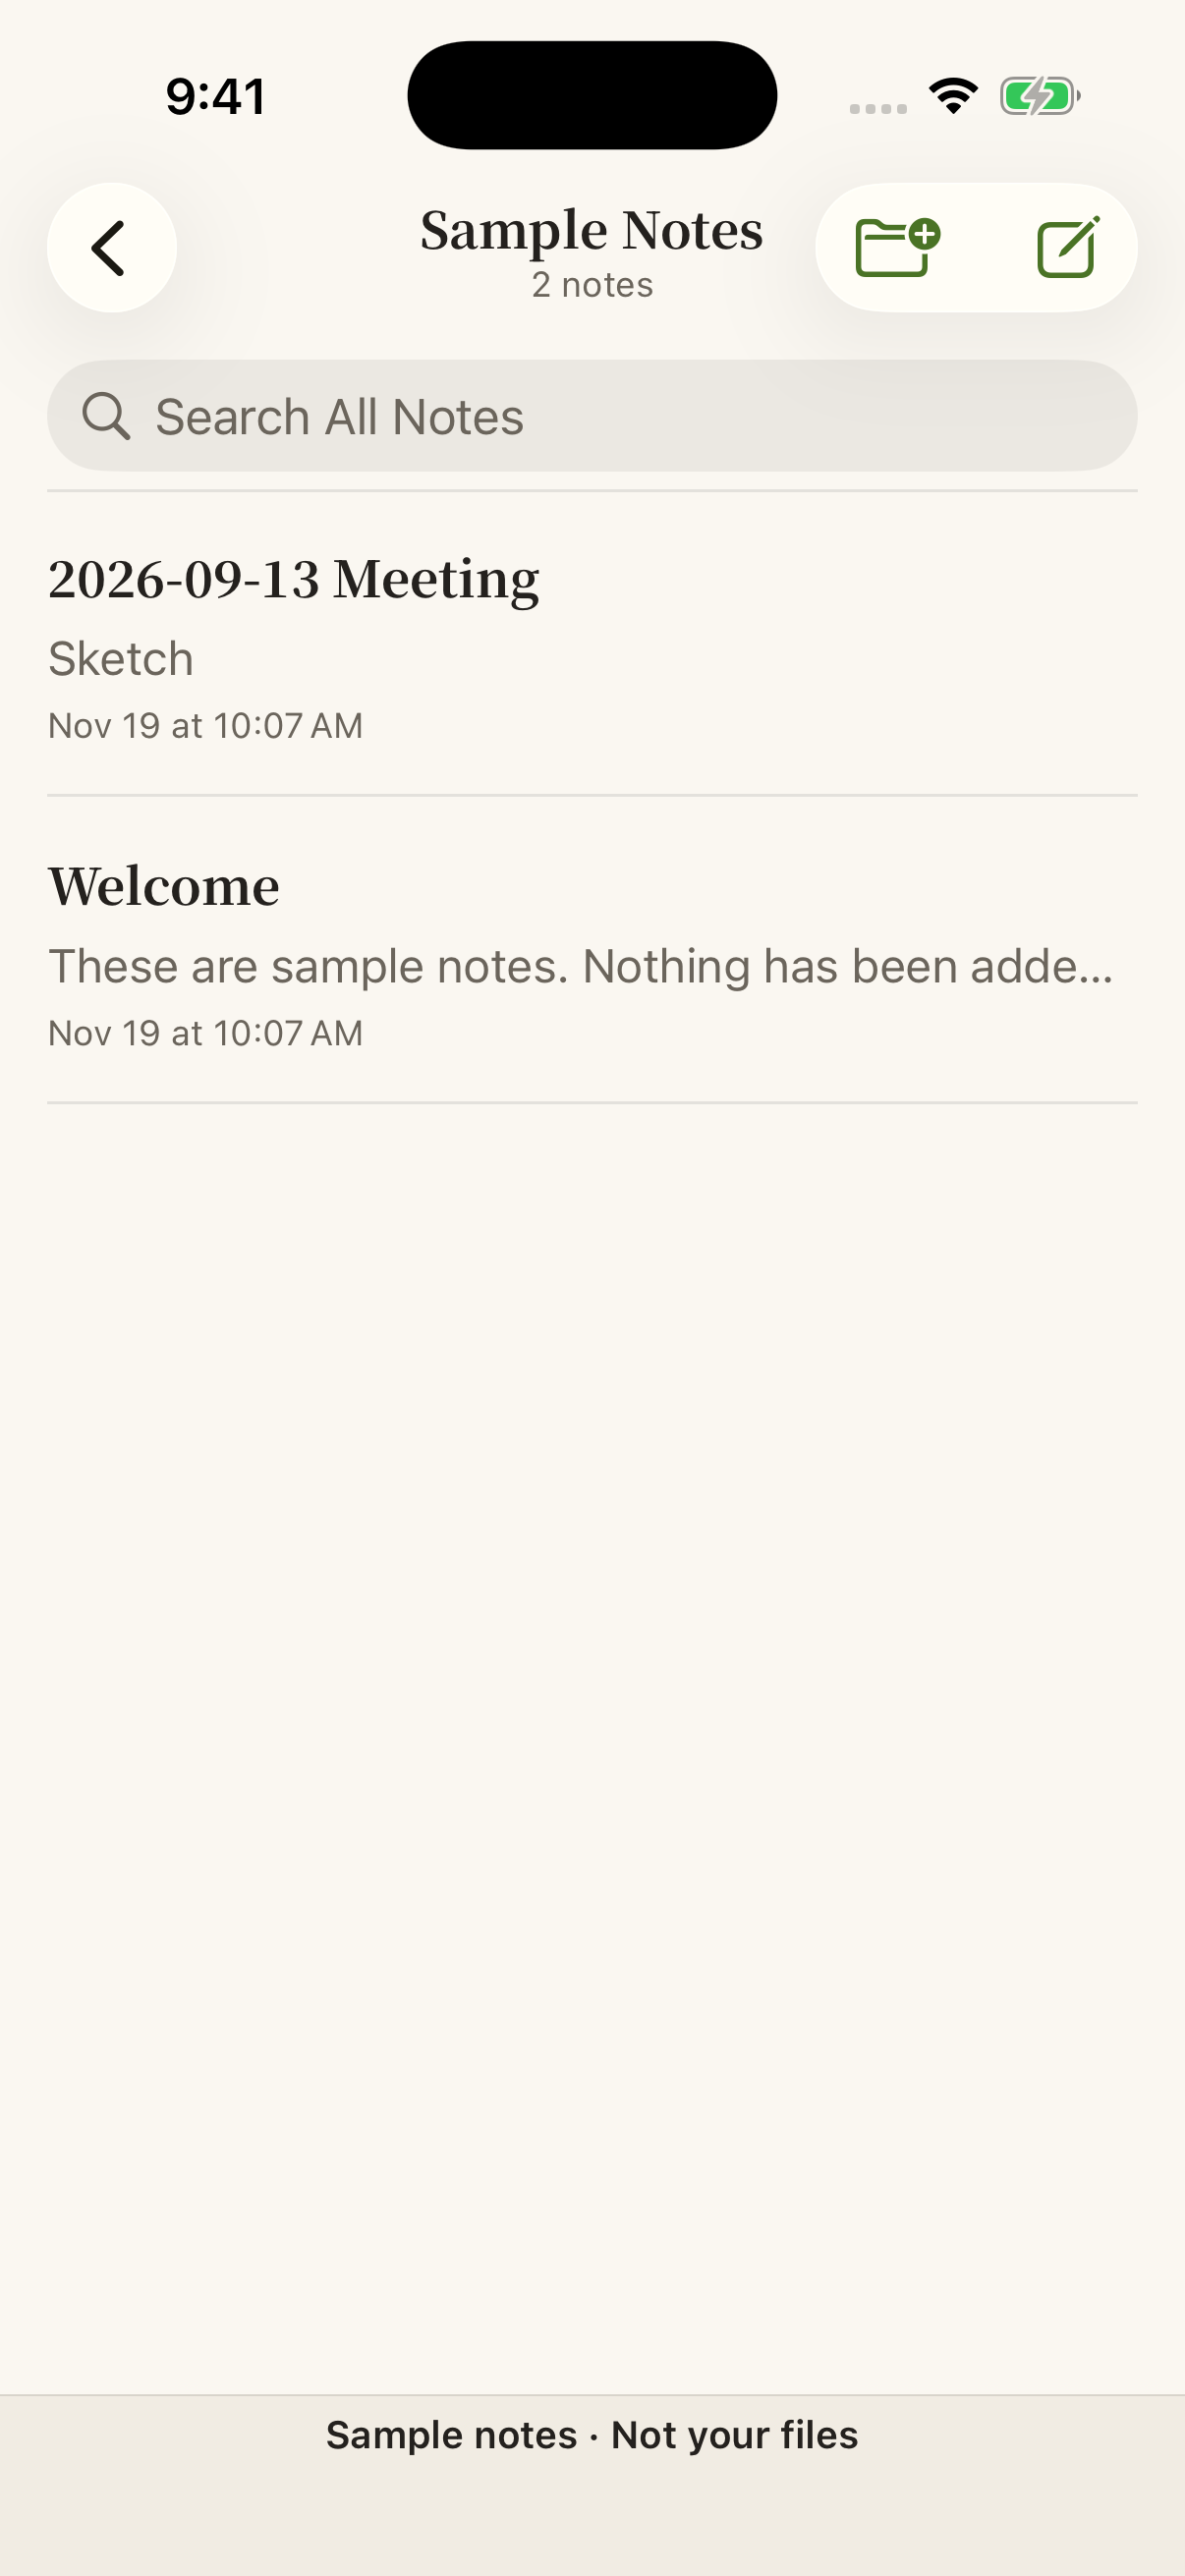 9:41
Sample Notes
2 notes
Search All Notes
2026-09-13 Meeting
Sketch
Nov 19 at 10:07 AM
Welcome
These are sample notes. Nothing has been adde...
Nov 19 at 10:07 AM
Sample notes · Not your files